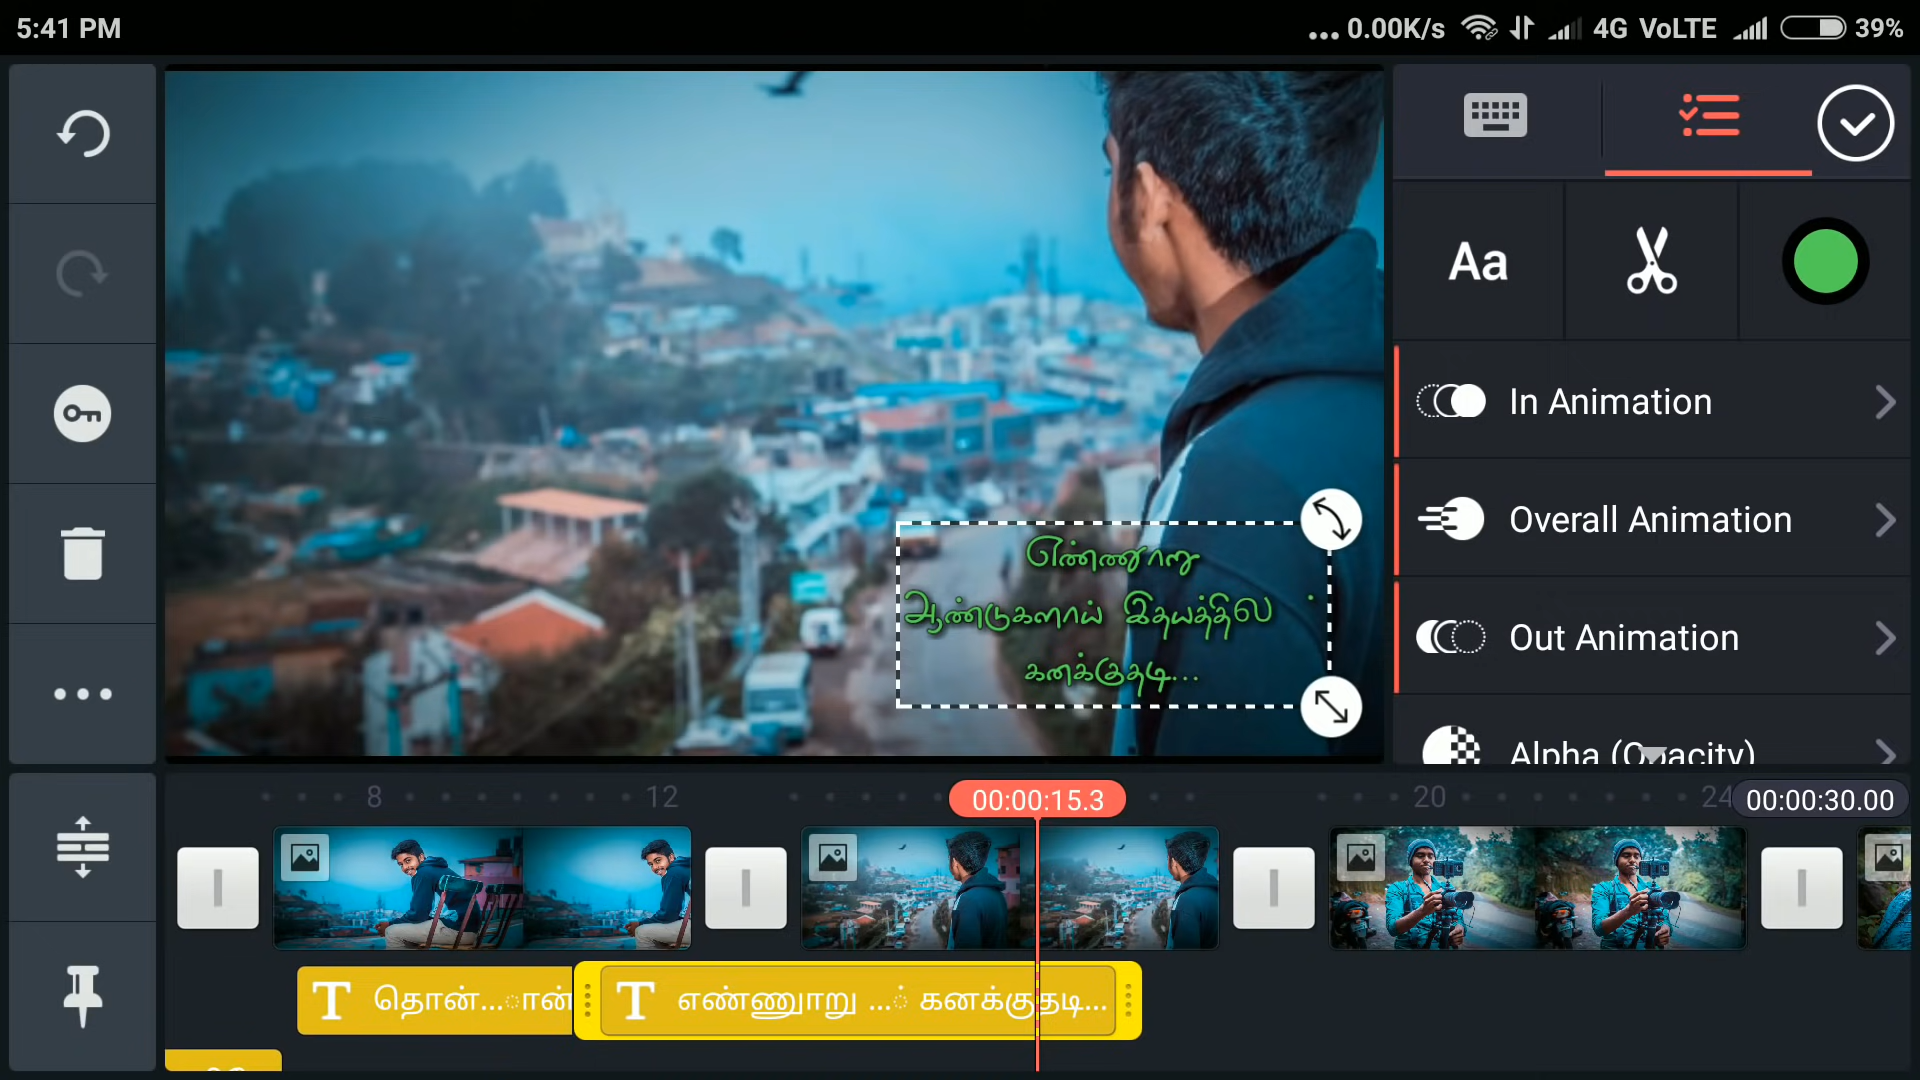 5:41 PM
... 0.00K/s 4G VoLTE 39%
Aa
In Animation
எண்ணூறு
Overall Animation
ஆண்டுகளாய் இதயத்தில ்
Out Animation
கனக்குதடி...
Alpha (Opacity)
8 12 00:00:15.3 20 24 00:00:30.00
T தொன்...ான் T எண்ணூறு ...் கனக்குதடி...